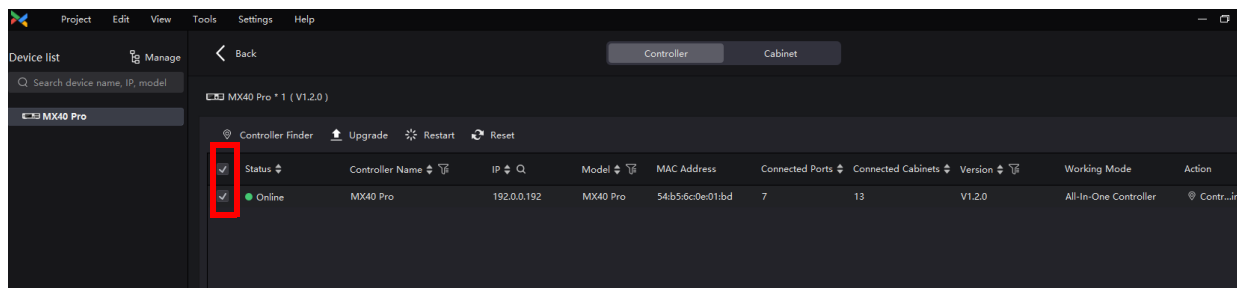 Project Edit View Tools Settings Help
Device list Manage Back Controller Cabinet
Search device name, IP, model
MX40 Pro * 1 ( V1.2.0 )
MX40 Pro
Controller Finder Upgrade Restart Reset
Status Controller Name IP Model MAC Address Connected Ports Connected Cabinets Version Working Mode Action
Online MX40 Pro 192.0.0.192 MX40 Pro 54:b5:6c:0e:01:bd 7 13 V1.2.0 All-In-One Controller Contr...in